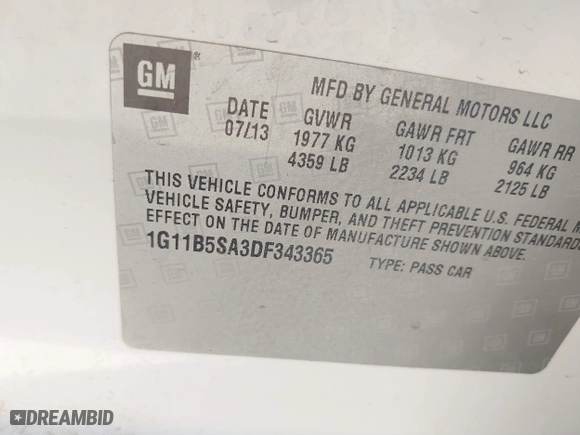 GM
®
MFD BY GENERAL MOTORS LLC
DATE GVWR GAWR FRT GAWR RR
07/13 1977 KG 1013 KG 964 KG
4359 LB 2234 LB 2125 LB
THIS VEHICLE CONFORMS TO ALL APPLICABLE U.S. FEDERAL M
VEHICLE SAFETY, BUMPER, AND THEFT PREVENTION STANDARDS
EFFECT ON THE DATE OF MANUFACTURE SHOWN ABOVE.
1G11B5SA3DF343365 TYPE: PASS CAR
DREAMBID